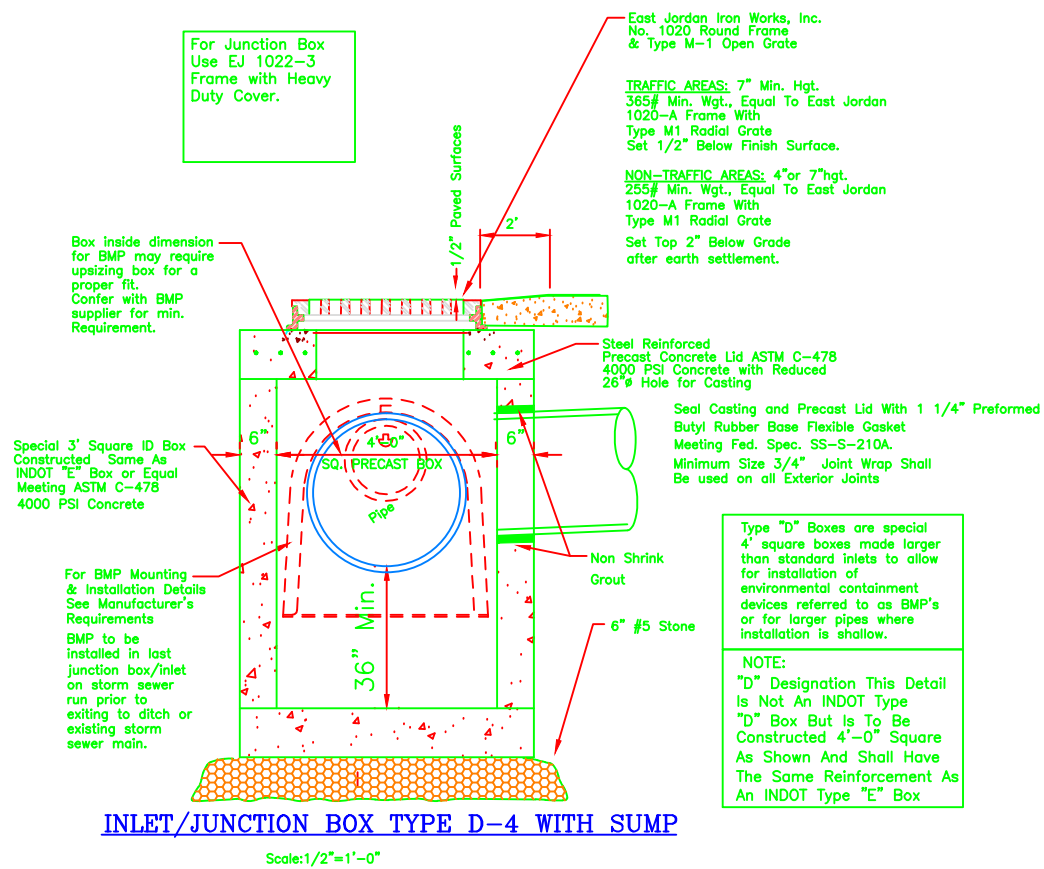 For Junction Box
Use EJ 1022-3
Frame with Heavy
Duty Cover.
East Jordan Iron Works, Inc.
No. 1020 Round Frame
& Type M-1 Open Grate
TRAFFIC AREAS: 7" Min. Hgt.
365# Min. Wgt., Equal To East Jordan
1020-A Frame With
Type M1 Radial Grate
Set 1/2" Below Finish Surface.
NON-TRAFFIC AREAS: 4"or 7"hgt.
255# Min. Wgt., Equal To East Jordan
1020-A Frame With
Type M1 Radial Grate
Set Top 2" Below Grade
after earth settlement.
1/2" Paved Surfaces
2'
Box inside dimension
for BMP may require
upsizing box for a
proper fit.
Confer with BMP
supplier for min.
Requirement.
Steel Reinforced
Precast Concrete Lid ASTM C-478
4000 PSI Concrete with Reduced
26"ø Hole for Casting
Seal Casting and Precast Lid With 1 1/4" Preformed
Butyl Rubber Base Flexible Gasket
Meeting Fed. Spec. SS-S-210A.
Minimum Size 3/4" Joint Wrap Shall
Be used on all Exterior Joints
Special 3' Square ID Box
Constructed Same As
INDOT "E" Box or Equal
Meeting ASTM C-478
4000 PSI Concrete
6"
4'-0"
6"
SQ. PRECAST BOX
Pipe
36" Min.
Non Shrink
Grout
For BMP Mounting
& Installation Details
See Manufacturer's
Requirements
BMP to be
installed in last
junction box/inlet
on storm sewer
run prior to
exiting to ditch or
existing storm
sewer main.
6" #5 Stone
Type "D" Boxes are special
4' square boxes made larger
than standard inlets to allow
for installation of
environmental containment
devices referred to as BMP's
or for larger pipes where
installation is shallow.
NOTE:
"D" Designation This Detail
Is Not An INDOT Type
"D" Box But Is To Be
Constructed 4'-0" Square
As Shown And Shall Have
The Same Reinforcement As
An INDOT Type "E" Box
INLET/JUNCTION BOX TYPE D-4 WITH SUMP
Scale:1/2"=1'-0"